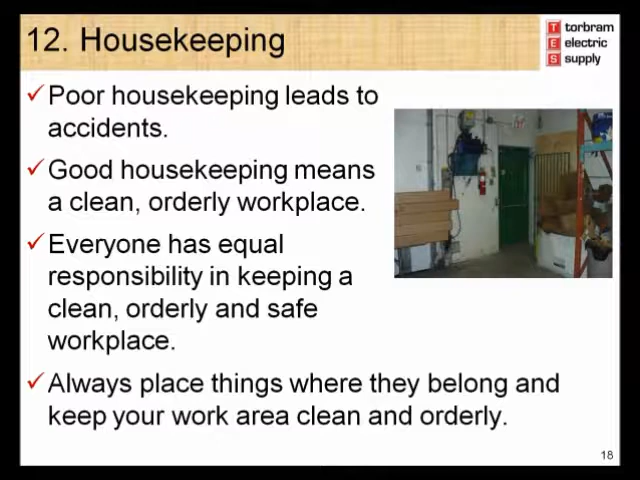 12. Housekeeping
T torbram
E electric
S supply
✓ Poor housekeeping leads to
accidents.
✓ Good housekeeping means
a clean, orderly workplace.
✓ Everyone has equal
responsibility in keeping a
clean, orderly and safe
workplace.
✓ Always place things where they belong and
keep your work area clean and orderly.
18